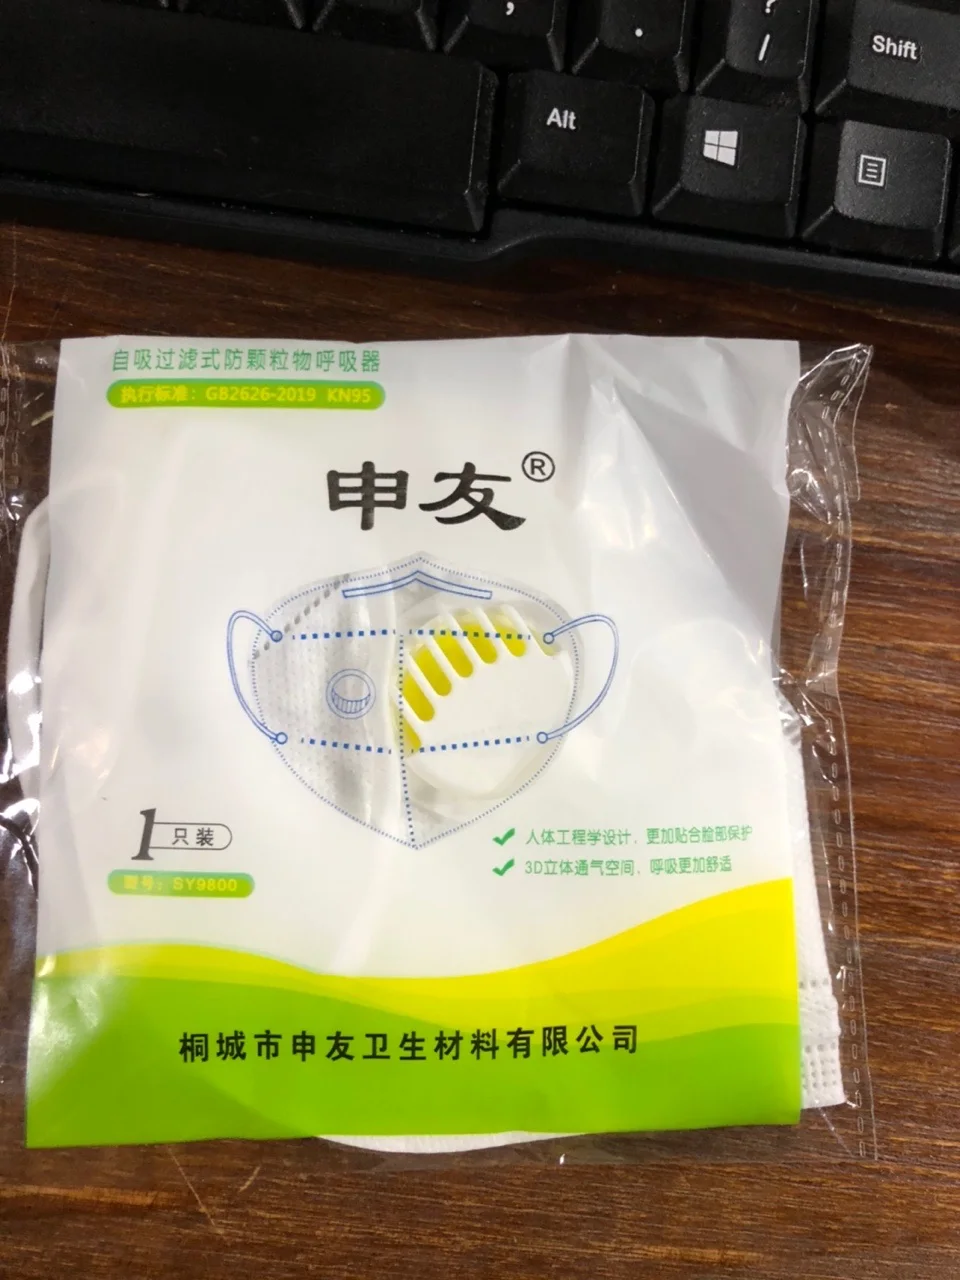 Shift
Alt
自吸过滤式防颗粒物呼吸器
执行标准：GB2626-2019 KN95
申友®
1只装
型号：SY9800
人体工程学设计，更加贴合脸部保护
3D立体通气空间，呼吸更加舒适
桐城市申友卫生材料有限公司